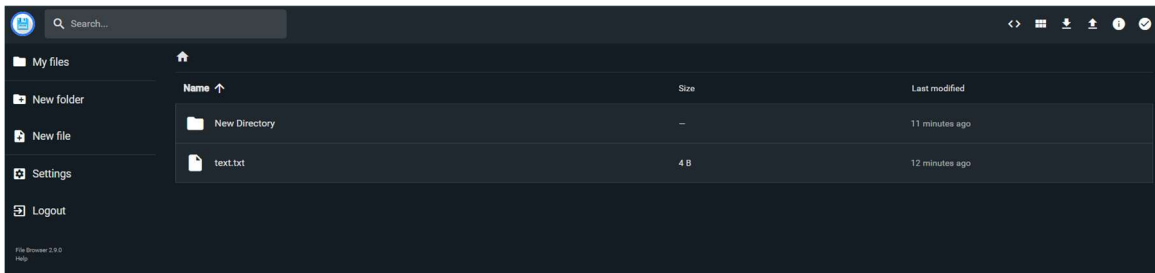 Search...
<>
My files
New folder
New file
Settings
Logout
File Browser 2.9.0
Help
Name Size Last modified
New Directory — 11 minutes ago
text.txt 4 B 12 minutes ago